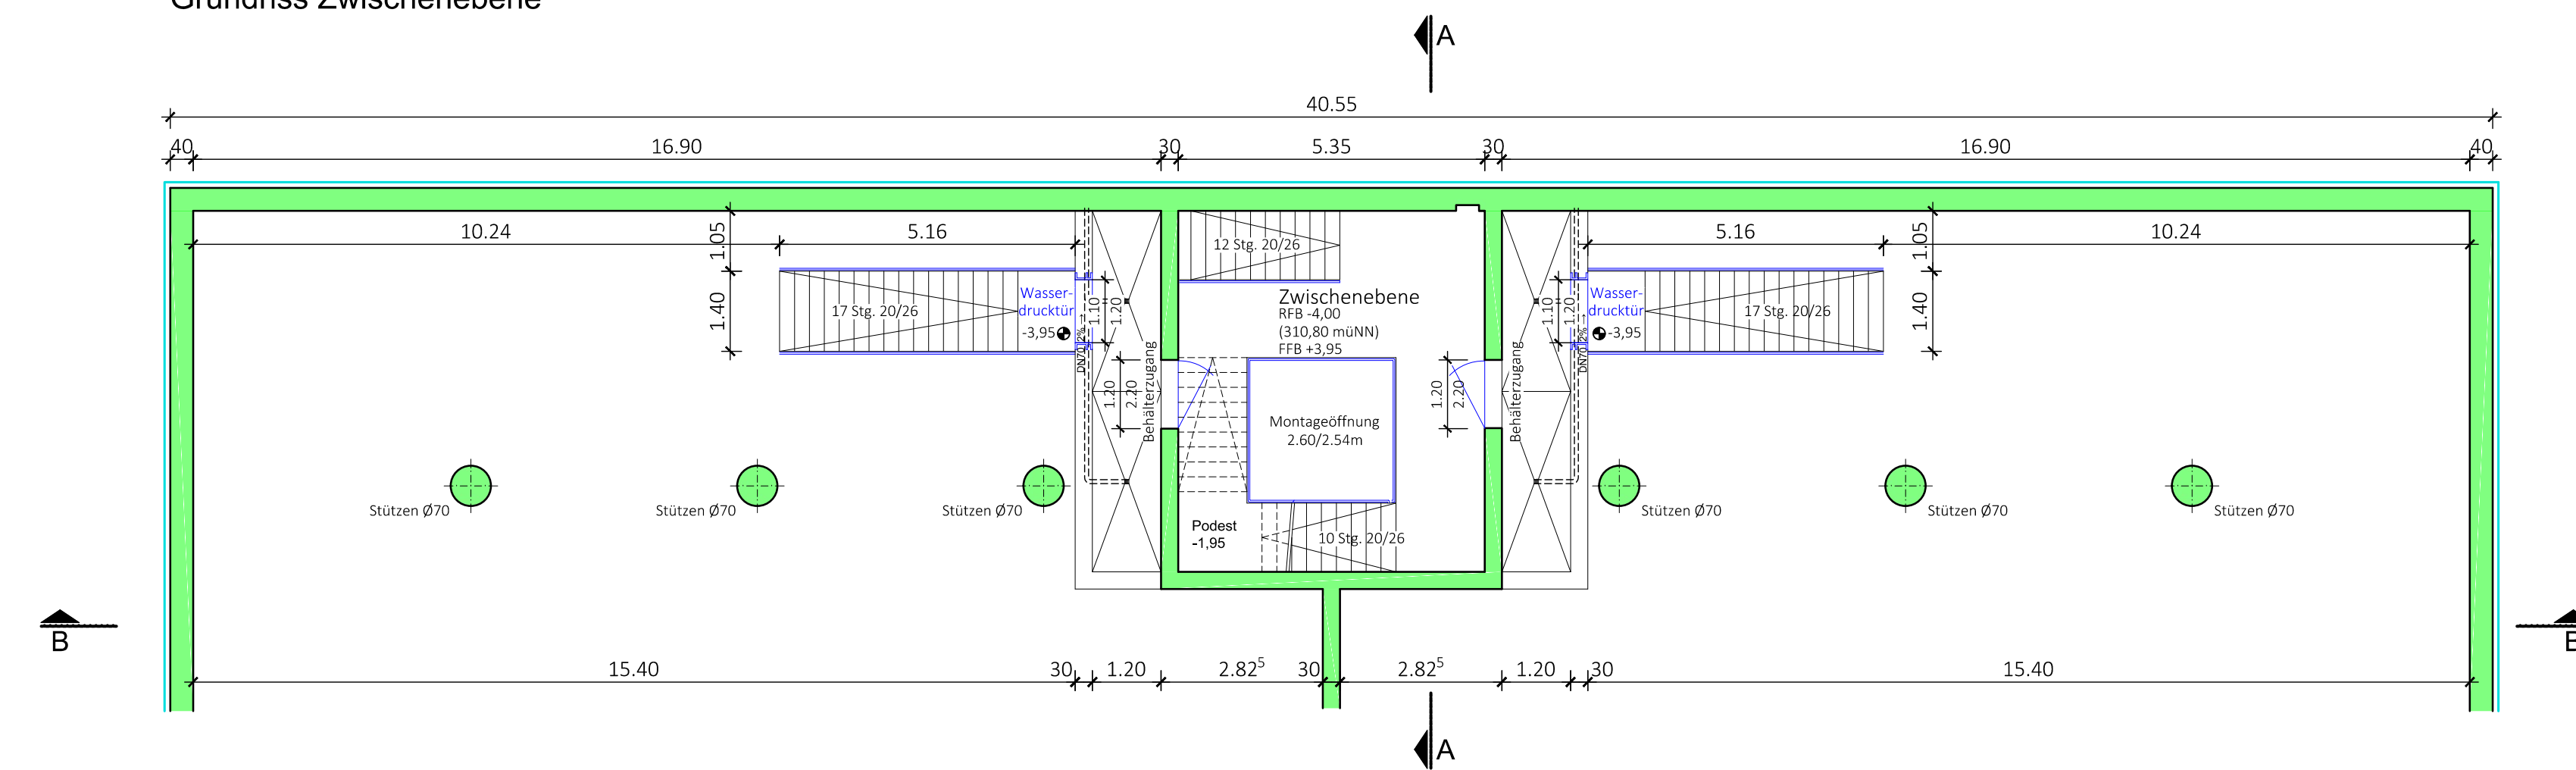 Grundriss Zwischenebene
A
40.55
40 16.90 30 5.35 30 16.90 40
10.24 5.16 1.05
12 Stg. 20/26
5.16 1.05 10.24
1.40
17 Stg. 20/26
Wasser-
drucktür
-3,95
DN70 2% →
1.10
1.20
1.20
2.20
Behälterzugang
Zwischenebene
RFB -4,00
(310,80 müNN)
FFB +3,95
Montageöffnung
2.60/2.54m
1.20
2.20
Behälterzugang
1.10
1.20
DN70 2% →
Wasser-
drucktür
-3,95
17 Stg. 20/26
1.40
Stützen Ø70
Stützen Ø70
Stützen Ø70
Podest
-1,95
10 Stg. 20/26
Stützen Ø70
Stützen Ø70
Stützen Ø70
B
15.40 30 1.20 2.82⁵ 30 2.82⁵ 1.20 30 15.40
A